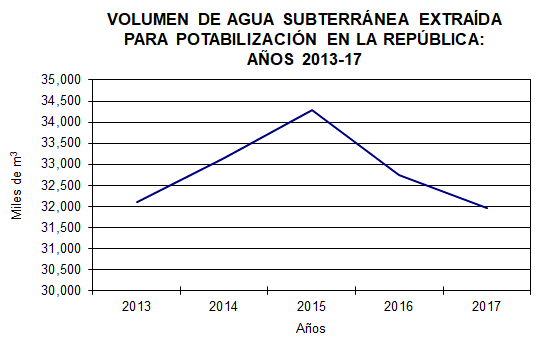 VOLUMEN DE AGUA SUBTERRÁNEA EXTRAÍDA
PARA POTABILIZACIÓN EN LA REPÚBLICA:
AÑOS 2013-17
35,000
34,500
34,000
33,500
33,000
32,500
32,000
31,500
31,000
30,500
30,000
Miles de m³
2013 2014 2015 2016 2017
Años